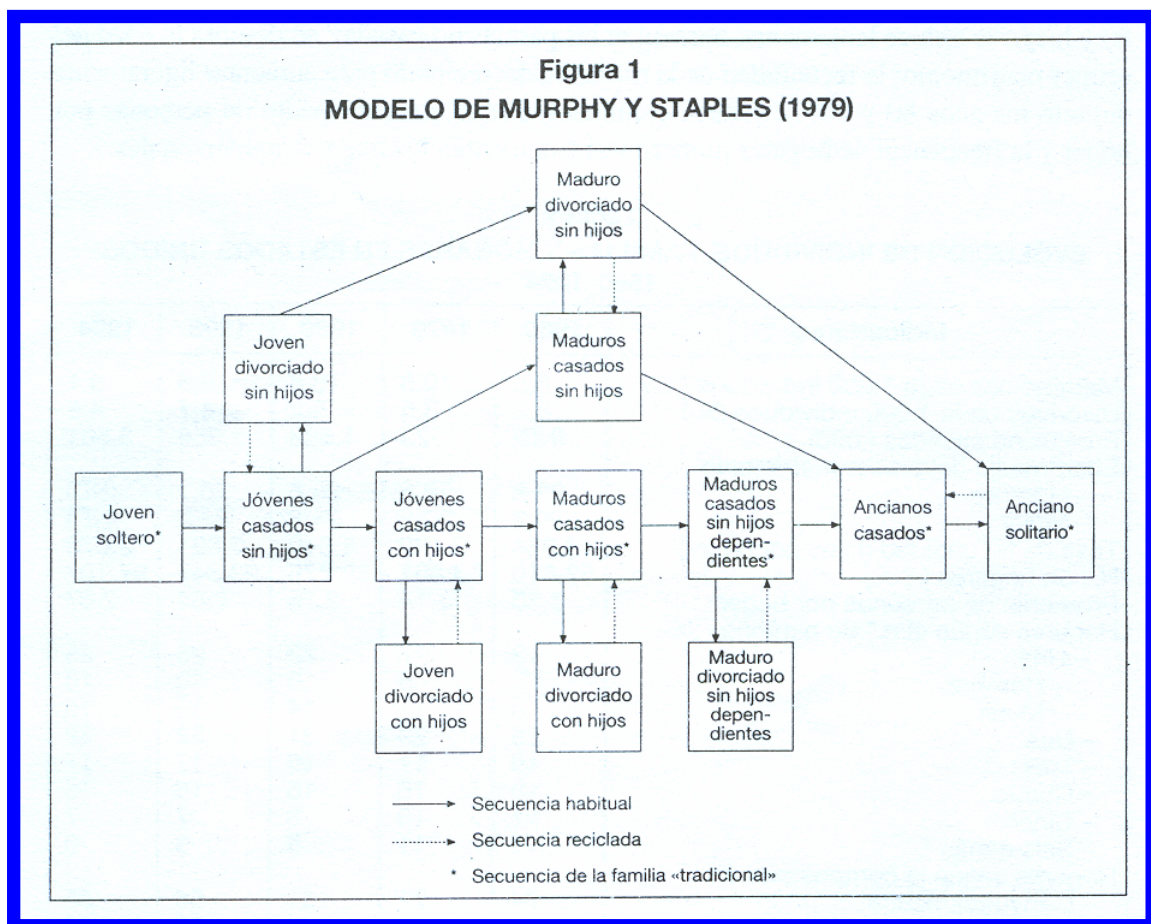 Figura 1
MODELO DE MURPHY Y STAPLES (1979)
Maduro
divorciado
sin hijos
Joven
divorciado
sin hijos
Maduros
casados
sin hijos
Joven
soltero*
Jóvenes
casados
sin hijos*
Jóvenes
casados
con hijos*
Maduros
casados
con hijos*
Maduros
casados
sin hijos
depen-
dientes*
Ancianos
casados*
Anciano
solitario*
Joven
divorciado
con hijos
Maduro
divorciado
con hijos
Maduro
divorciado
sin hijos
depen-
dientes
Secuencia habitual
Secuencia reciclada
* Secuencia de la familia «tradicional»